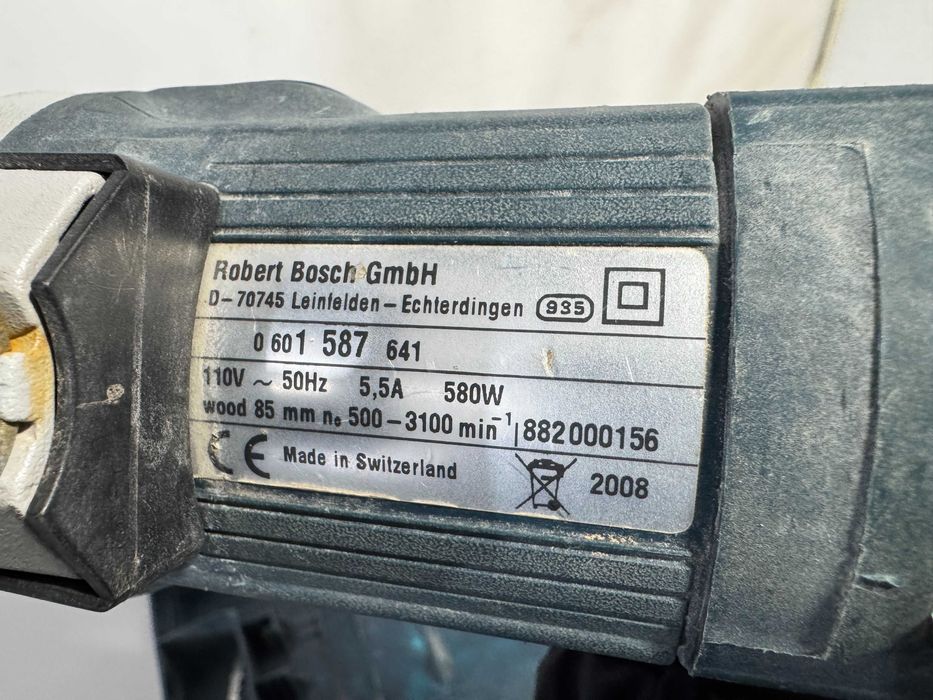 Robert Bosch GmbH
D-70745 Leinfelden-Echterdingen 935
0 601 587 641
110V ~ 50Hz 5,5A 580W
wood 85 mm n₀ 500-3100 min⁻¹ 882000156
CE Made in Switzerland 2008